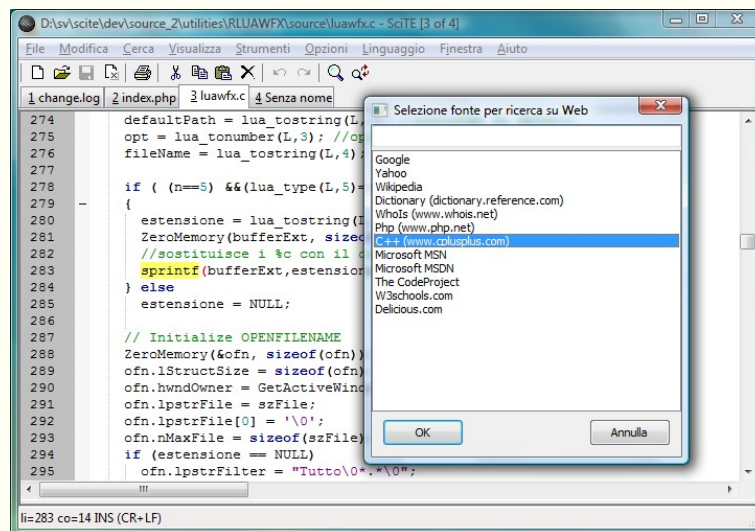 D:\sv\scite\dev\source_2\utilities\RLUAWFX\source\luawfx.c - SciTE [3 of 4]
File Modifica Cerca Visualizza Strumenti Opzioni Linguaggio Finestra Aiuto
1 change.log 2 index.php 3 luawfx.c 4 Senza nome
274 defaultPath = lua_tostring(L,
275 opt = lua_tonumber(L,3); //op
276 fileName = lua_tostring(L,4);
277
278 if ( (n==5) &&(lua_type(L,5)=
279 {
280 estensione = lua_tostring(L
281 ZeroMemory(bufferExt, sizeo
282 //sostituisce i %c con il c
283 sprintf(bufferExt,estension
284 } else
285 estensione = NULL;
286
287 // Initialize OPENFILENAME
288 ZeroMemory(&ofn, sizeof(ofn))
289 ofn.lStructSize = sizeof(ofn)
290 ofn.hwndOwner = GetActiveWind
291 ofn.lpstrFile = szFile;
292 ofn.lpstrFile[0] = '\0';
293 ofn.nMaxFile = sizeof(szFile)
294 if (estensione == NULL)
295 ofn.lpstrFilter = "Tutto\0*.*\0";
li=283 co=14 INS (CR+LF)
Selezione fonte per ricerca su Web
Google
Yahoo
Wikipedia
Dictionary (dictionary.reference.com)
WhoIs (www.whois.net)
Php (www.php.net)
C++ (www.cplusplus.com)
Microsoft MSN
Microsoft MSDN
The CodeProject
W3schools.com
Delicious.com
OK Annulla